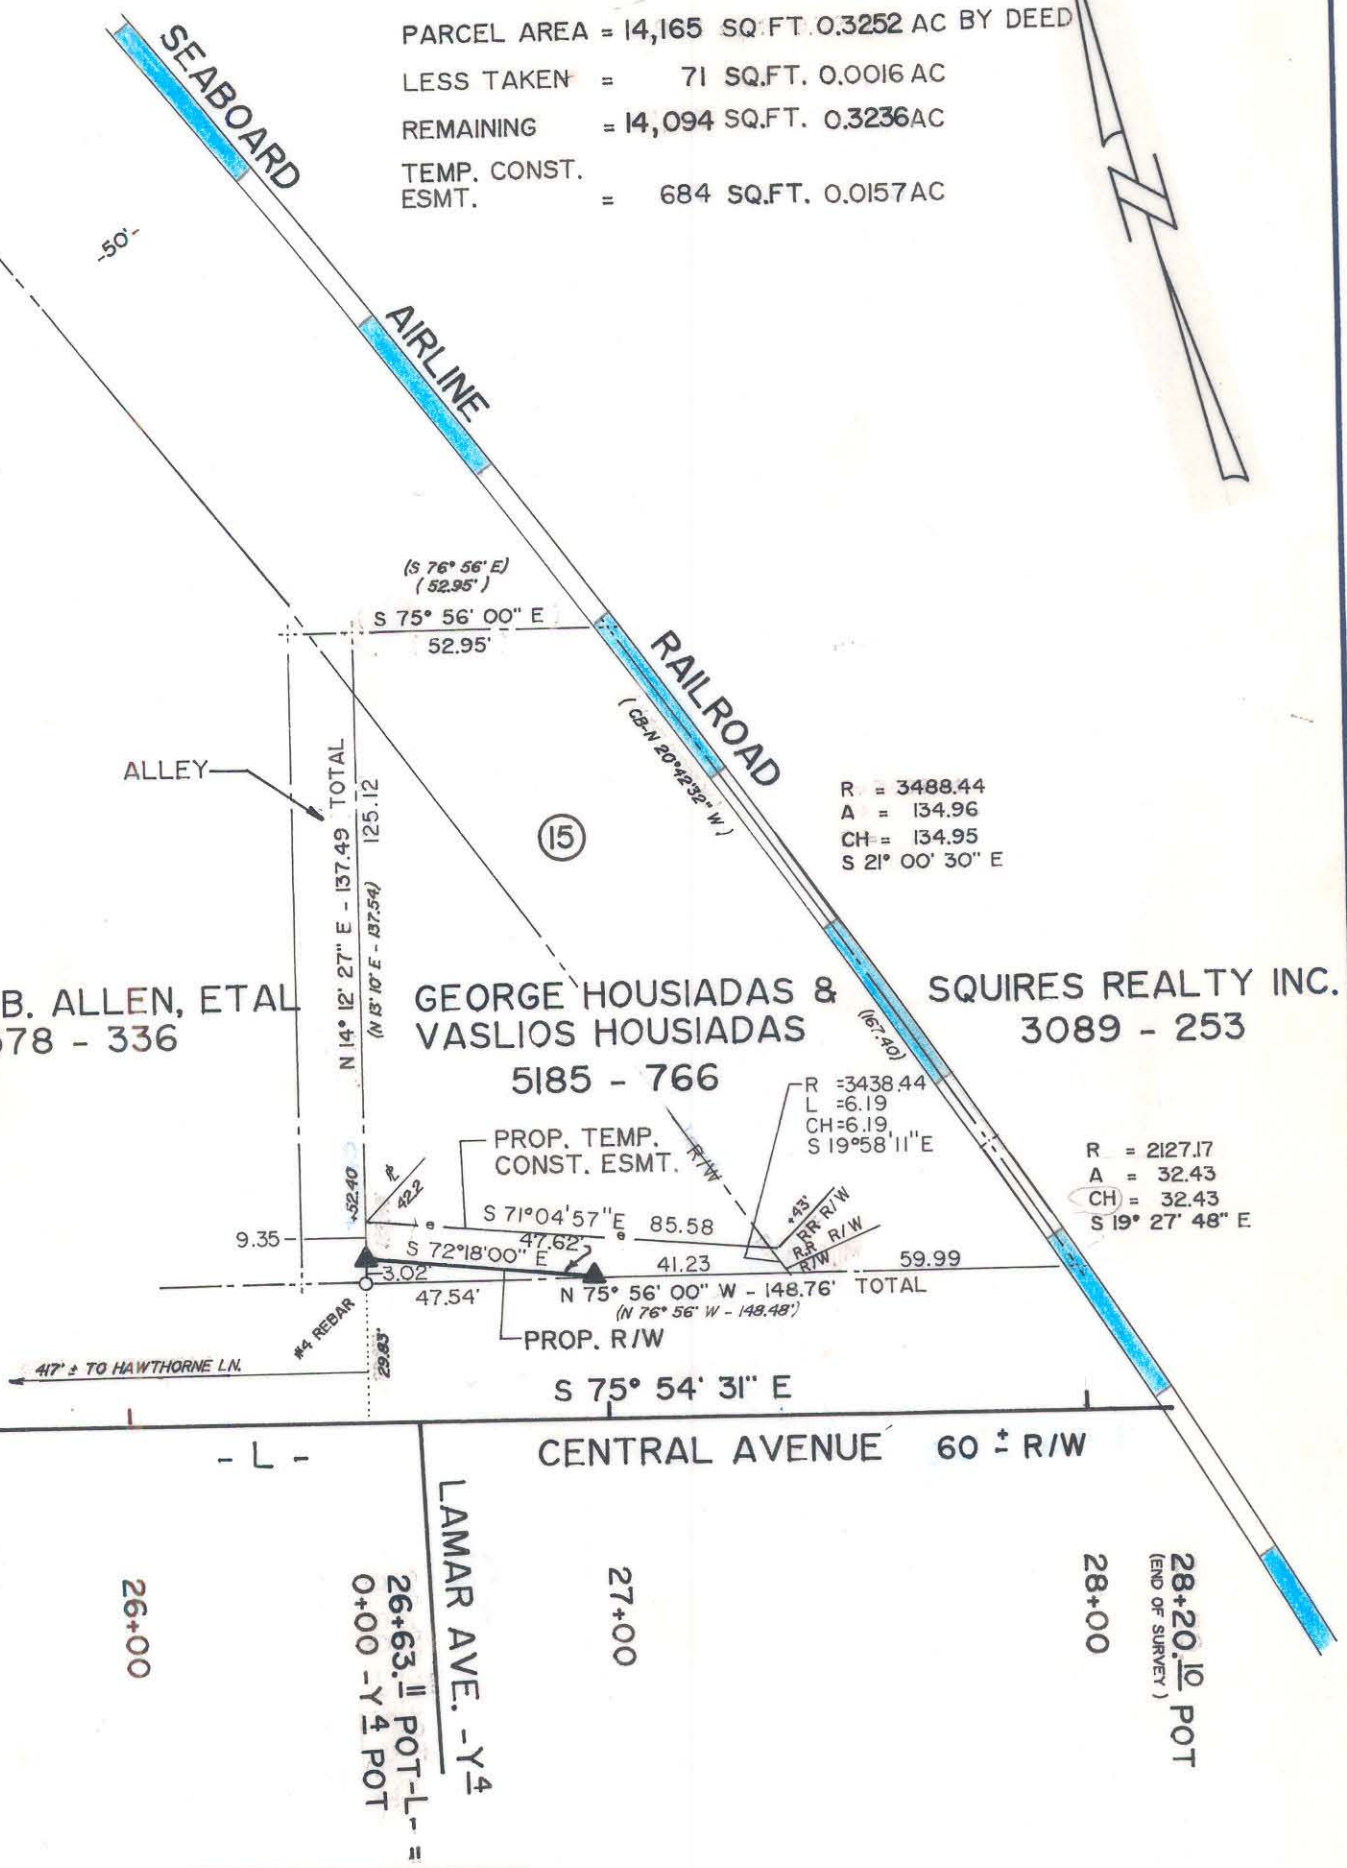 PARCEL AREA = 14,165 SQ.FT. 0.3252 AC BY DEED
LESS TAKEN = 71 SQ.FT. 0.0016 AC
REMAINING = 14,094 SQ.FT. 0.3236 AC
TEMP. CONST.
ESMT. = 684 SQ.FT. 0.0157 AC
SEABOARD
AIRLINE
RAILROAD
-50'-
(S 76° 56' E)
(52.95')
S 75° 56' 00" E
52.95'
(CB-N 20°42'32" W)
ALLEY
N 14° 12' 27" E - 137.49 TOTAL
125.12
(N 13° 10' E - 137.54)
15
R = 3488.44
A = 134.96
CH = 134.95
S 21° 00' 30" E
B. ALLEN, ETAL
578 - 336
GEORGE HOUSIADAS &
VASLIOS HOUSIADAS
5185 - 766
SQUIRES REALTY INC.
3089 - 253
(167.40)
R =3438.44
L =6.19
CH=6.19
S 19°58'11"E
PROP. TEMP.
CONST. ESMT.
R/W
R = 2127.17
A = 32.43
CH = 32.43
S 19° 27' 48" E
+52.40
42.2
+43'
RR R/W
R.R. R/W
R/W
S 71°04'57"E 85.58
e e
9.35
S 72°18'00" E
47.62'
3.02'
41.23
59.99
47.54'
N 75° 56' 00" W - 148.76' TOTAL
(N 76° 56' W - 148.48')
#4 REBAR
29.83'
PROP. R/W
417' ± TO HAWTHORNE LN.
S 75° 54' 31" E
- L -
CENTRAL AVENUE 60 ± R/W
LAMAR AVE. -Y4
26+63.11 POT-L- =
0+00 -Y4 POT
26+00
27+00
28+00
28+20.10 POT
(END OF SURVEY)